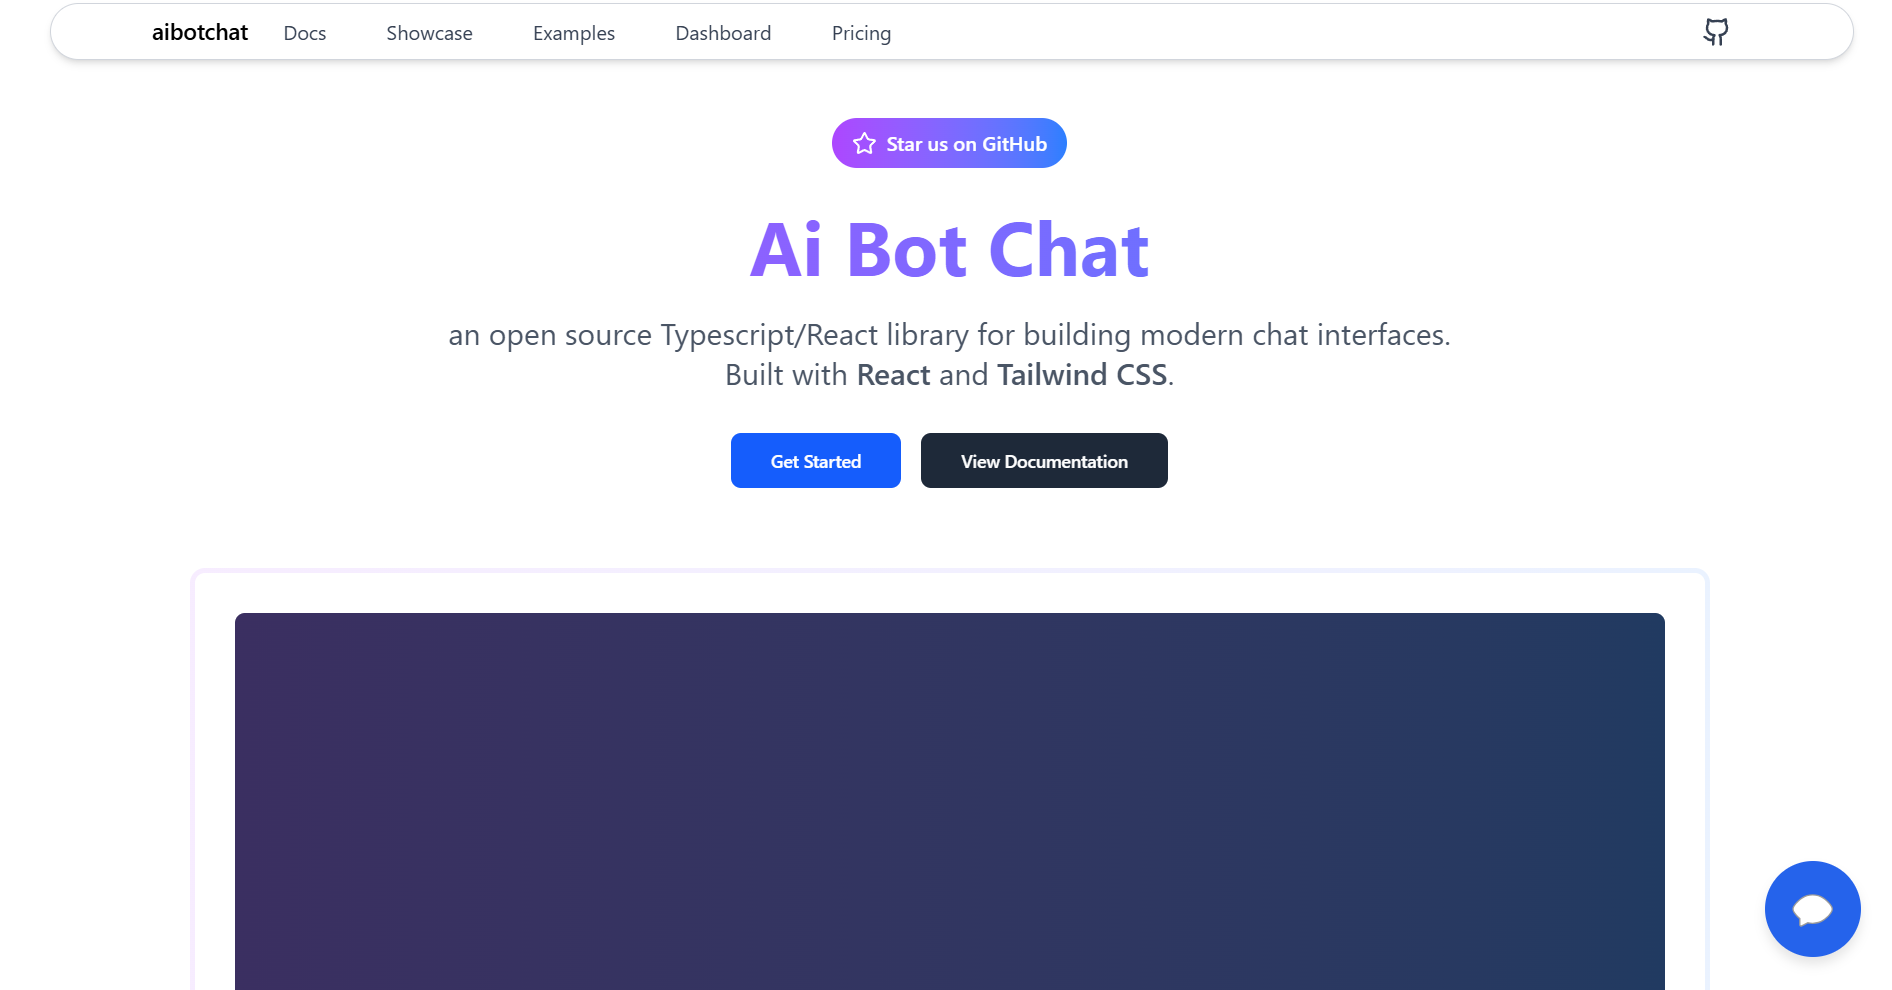 aibotchat Docs Showcase Examples Dashboard Pricing
Star us on GitHub
Ai Bot Chat
an open source Typescript/React library for building modern chat interfaces.
Built with React and Tailwind CSS.
Get Started View Documentation